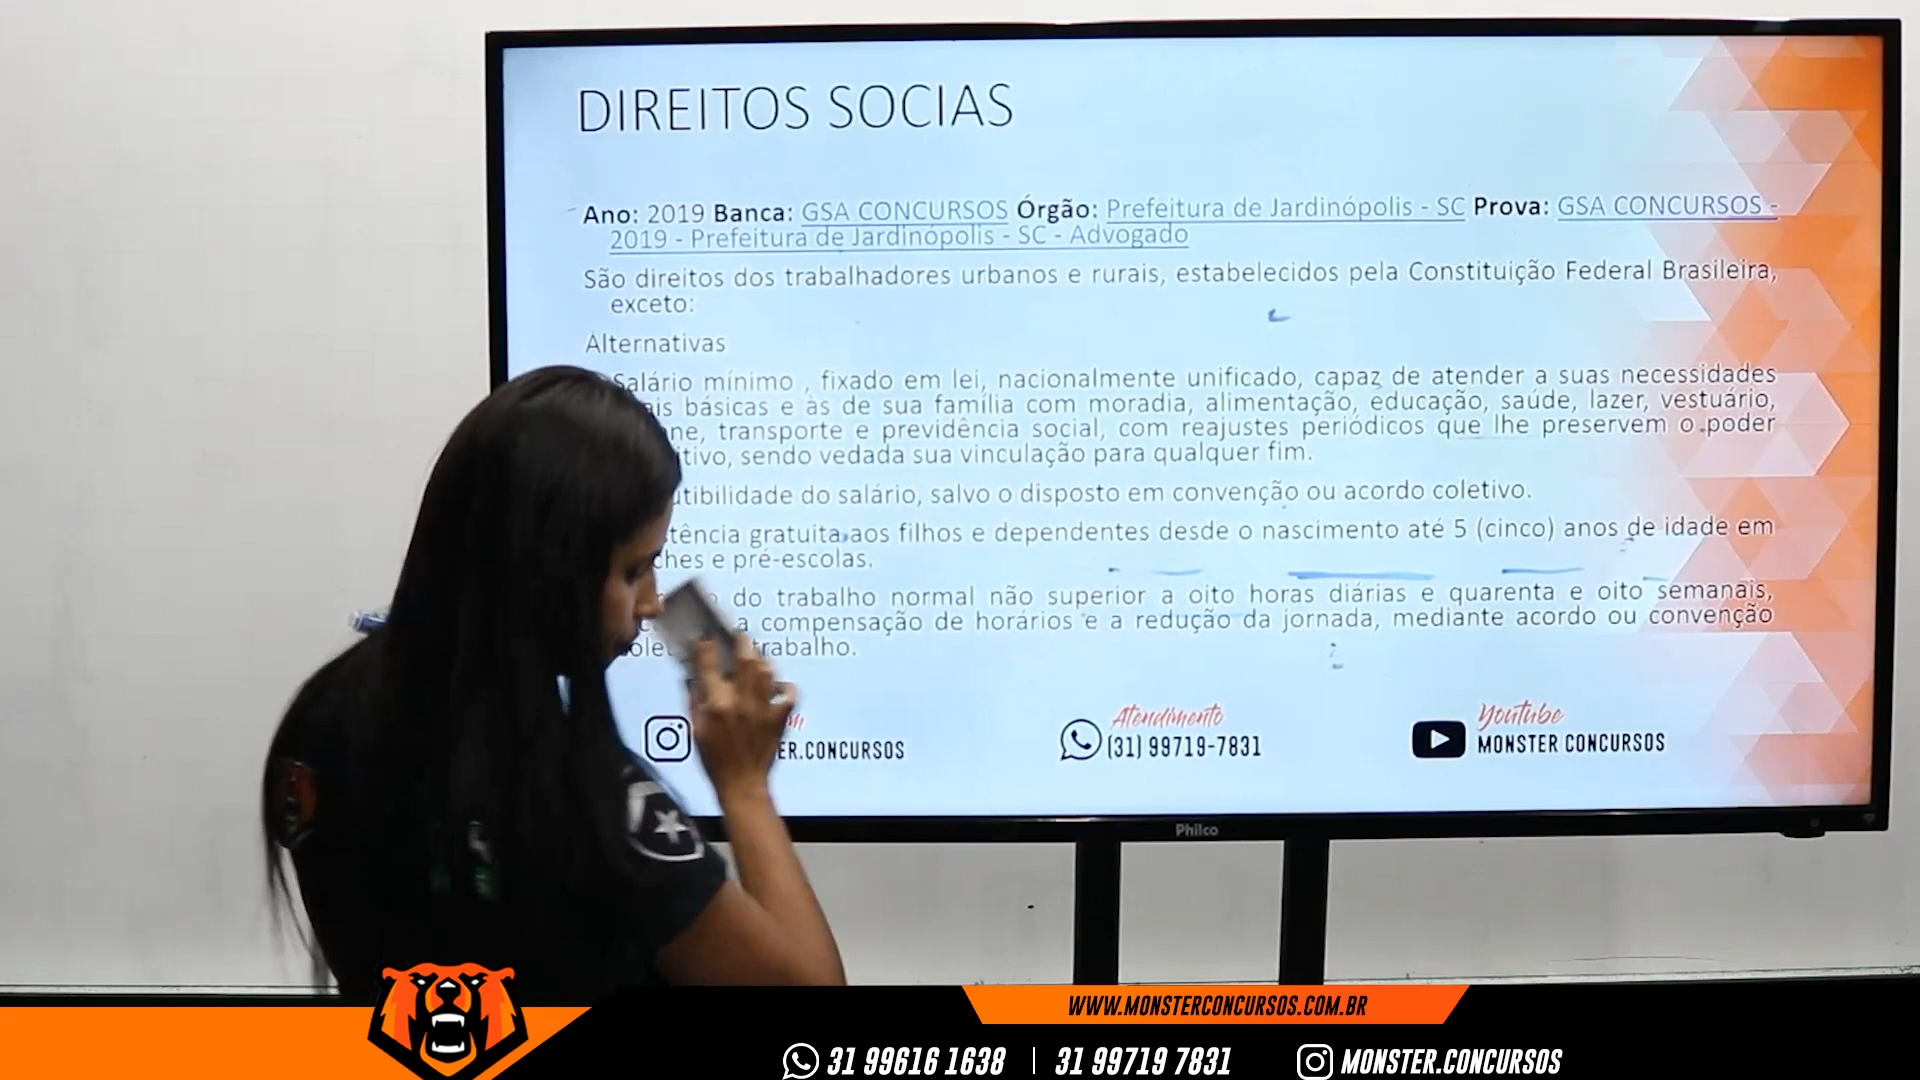 DIREITOS SOCIAS
Ano: 2019 Banca: GSA CONCURSOS Órgão: Prefeitura de Jardinópolis - SC Prova: GSA CONCURSOS -
2019 - Prefeitura de Jardinópolis - SC - Advogado
São direitos dos trabalhadores urbanos e rurais, estabelecidos pela Constituição Federal Brasileira,
exceto:
Alternativas
Salário mínimo , fixado em lei, nacionalmente unificado, capaz de atender a suas necessidades
básicas e às de sua família com moradia, alimentação, educação, saúde, lazer, vestuário,
transporte e previdência social, com reajustes periódicos que lhe preservem o poder
sendo vedada sua vinculação para qualquer fim.
do salário, salvo o disposto em convenção ou acordo coletivo.
gratuita aos filhos e dependentes desde o nascimento até 5 (cinco) anos de idade em
e pré-escolas.
do trabalho normal não superior a oito horas diárias e quarenta e oito semanais,
a compensação de horários e a redução da jornada, mediante acordo ou convenção
trabalho.
ER.CONCURSOS
Atendimento
(31) 99719-7831
Youtube
MONSTER CONCURSOS
Philco
WWW.MONSTERCONCURSOS.COM.BR
31 99616 1638 | 31 99719 7831 MONSTER.CONCURSOS